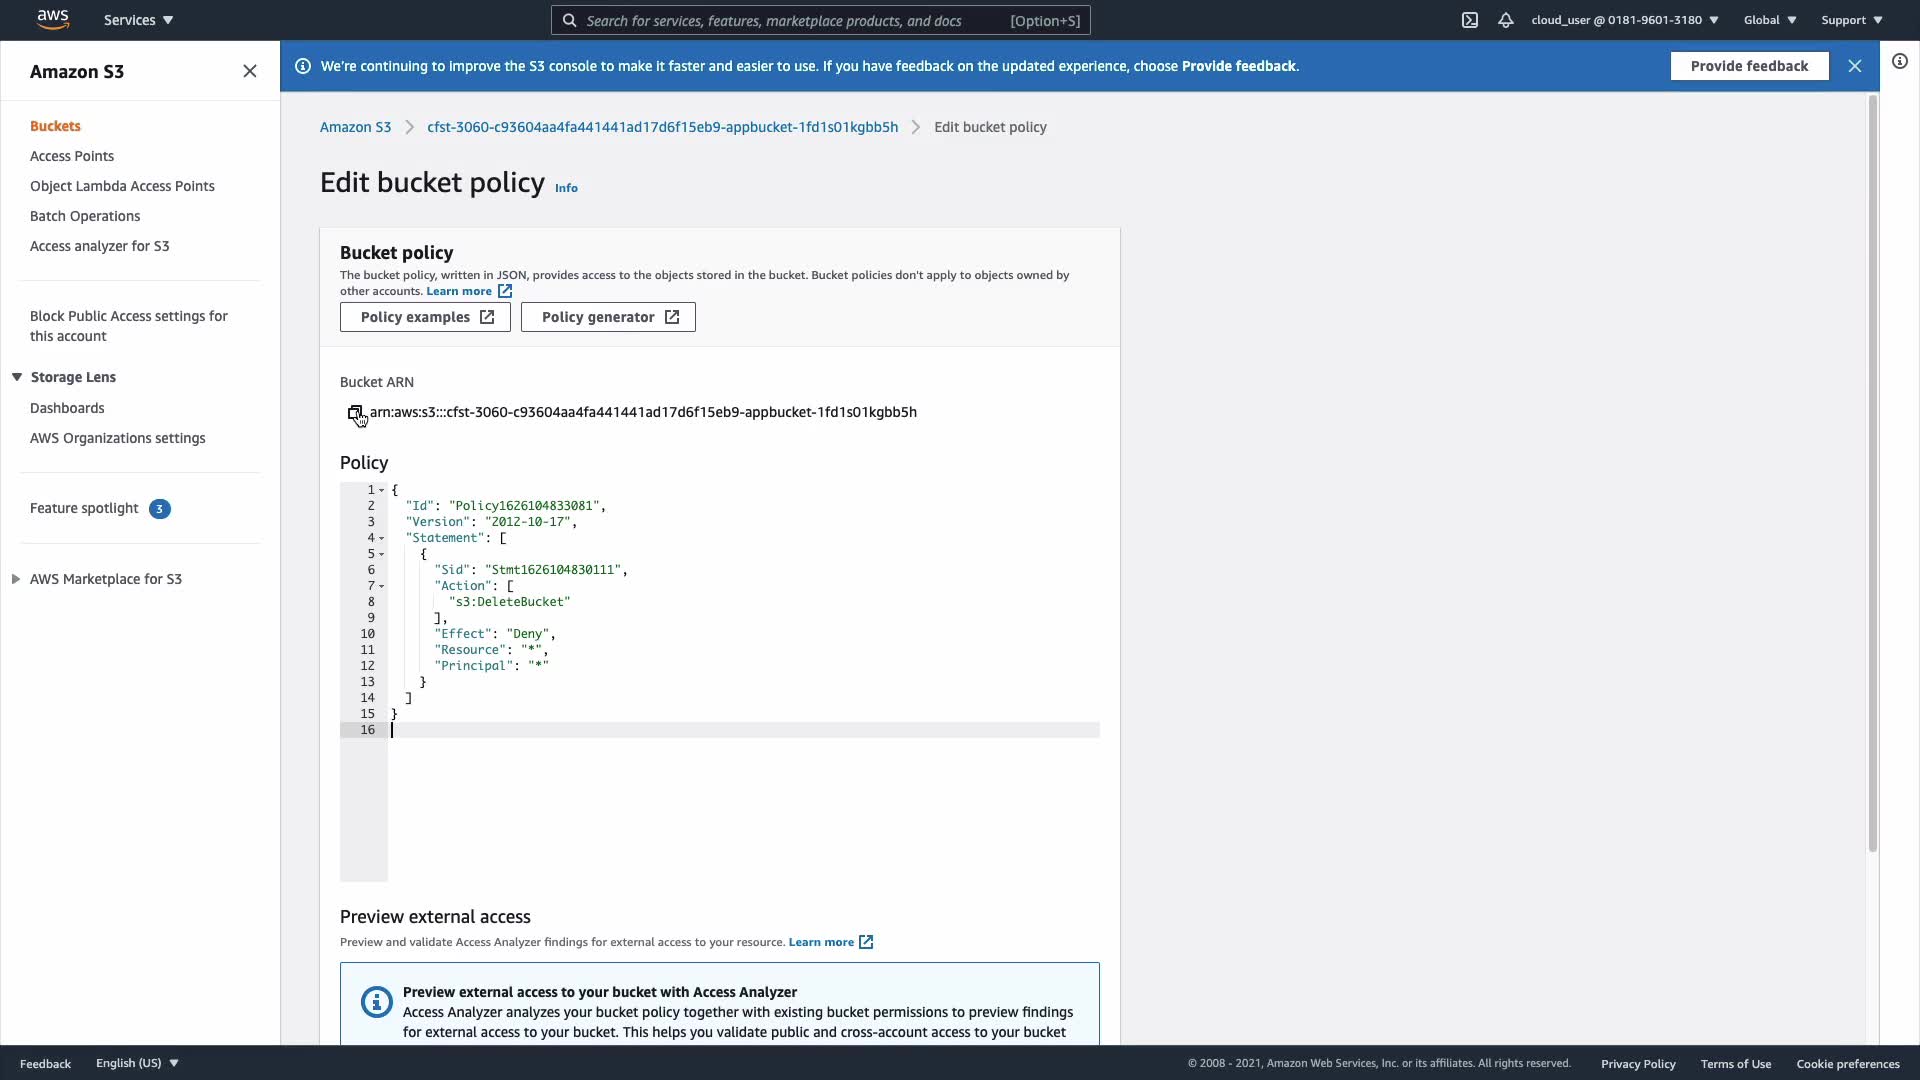 aws
Services
Search for services, features, marketplace products, and docs
[Option+S]
cloud_user @ 0181-9601-3180
Global
Support
Amazon S3
We're continuing to improve the S3 console to make it faster and easier to use. If you have feedback on the updated experience, choose Provide feedback.
Provide feedback
Buckets
Access Points
Object Lambda Access Points
Batch Operations
Access analyzer for S3
Block Public Access settings for
this account
Storage Lens
Dashboards
AWS Organizations settings
Feature spotlight 3
AWS Marketplace for S3
Amazon S3
cfst-3060-c93604aa4fa441441ad17d6f15eb9-appbucket-1fd1s01kgbb5h
Edit bucket policy
Edit bucket policy Info
Bucket policy
The bucket policy, written in JSON, provides access to the objects stored in the bucket. Bucket policies don't apply to objects owned by
other accounts. Learn more
Policy examples
Policy generator
Bucket ARN
arn:aws:s3:::cfst-3060-c93604aa4fa441441ad17d6f15eb9-appbucket-1fd1s01kgbb5h
Policy
1 {
2 "Id": "Policy1626104833081",
3 "Version": "2012-10-17",
4 "Statement": [
5 {
6 "Sid": "Stmt1626104830111",
7 "Action": [
8 "s3:DeleteBucket"
9 ],
10 "Effect": "Deny",
11 "Resource": "*",
12 "Principal": "*"
13 }
14 ]
15 }
16
Preview external access
Preview and validate Access Analyzer findings for external access to your resource. Learn more
Preview external access to your bucket with Access Analyzer
Access Analyzer analyzes your bucket policy together with existing bucket permissions to preview findings
for external access to your bucket. This helps you validate public and cross-account access to your bucket
Feedback
English (US)
© 2008 - 2021, Amazon Web Services, Inc. or its affiliates. All rights reserved.
Privacy Policy
Terms of Use
Cookie preferences